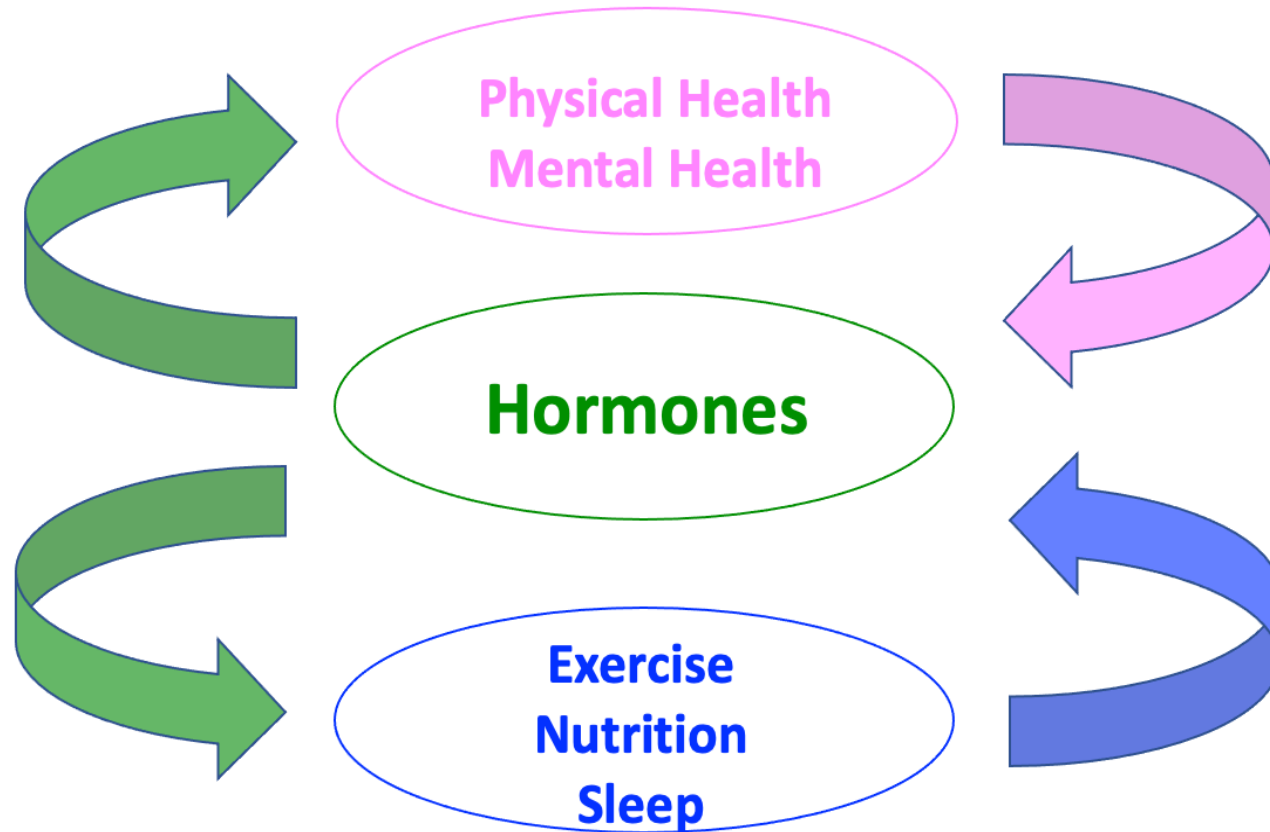 Physical Health
Mental Health
Hormones
Exercise
Nutrition
Sleep